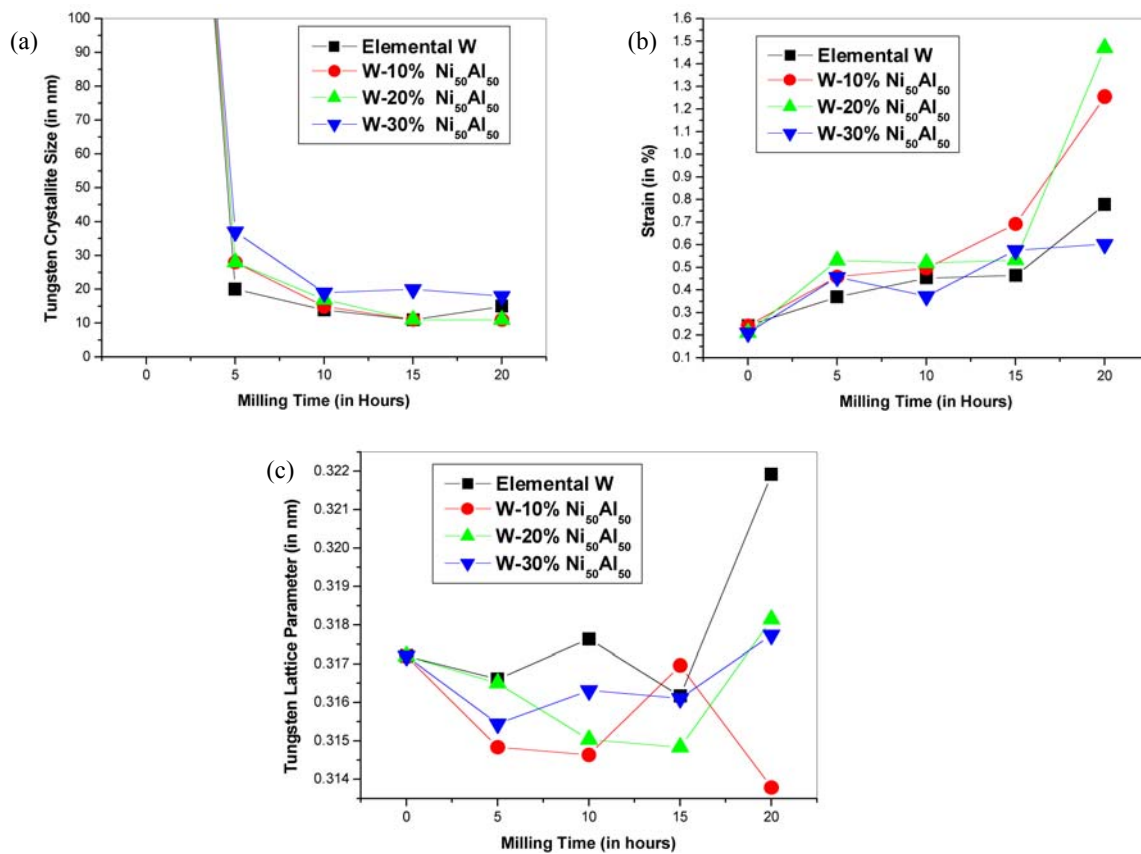 (a)
100
90
80
70
60
50
40
30
20
10
0
Tungsten Crystallite Size (in nm)
Elemental W
W-10% Ni50Al50
W-20% Ni50Al50
W-30% Ni50Al50
0 5 10 15 20
Milling Time (in Hours)
(b)
1.6
1.5
1.4
1.3
1.2
1.1
1.0
0.9
0.8
0.7
0.6
0.5
0.4
0.3
0.2
0.1
Strain (in %)
Elemental W
W-10% Ni50Al50
W-20% Ni50Al50
W-30% Ni50Al50
0 5 10 15 20
Milling Time (in Hours)
(c)
0.322
0.321
0.320
0.319
0.318
0.317
0.316
0.315
0.314
Tungsten Lattice Parameter (in nm)
Elemental W
W-10% Ni50Al50
W-20% Ni50Al50
W-30% Ni50Al50
0 5 10 15 20
Milling Time (in hours)